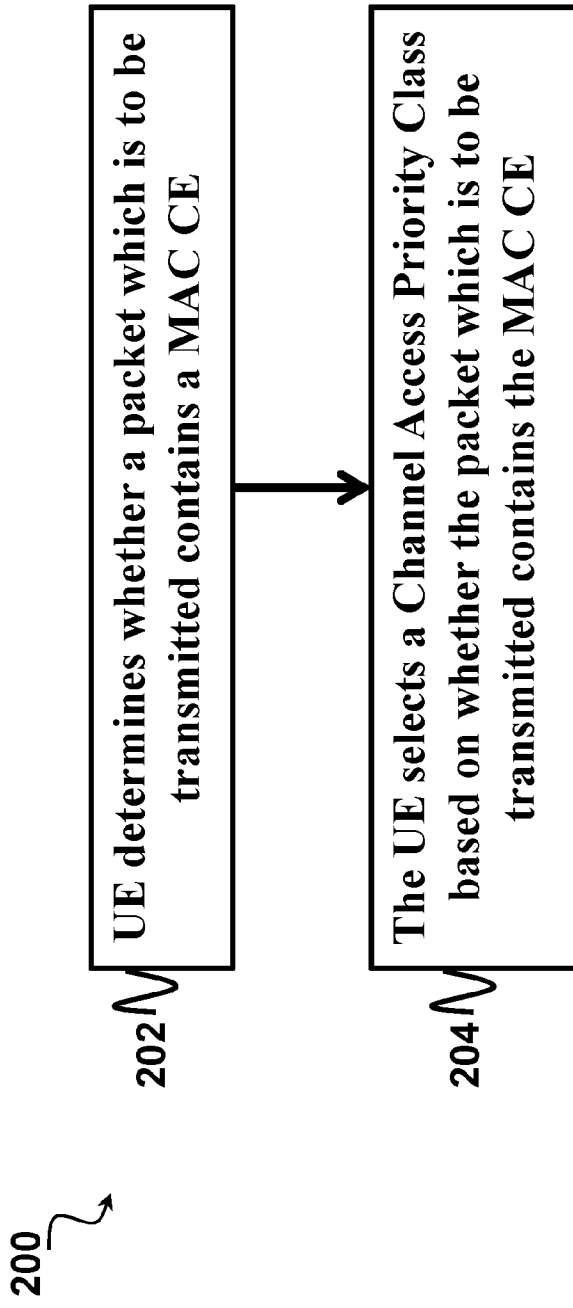 200
202
UE determines whether a packet which is to be
transmitted contains a MAC CE
204
The UE selects a Channel Access Priority Class
based on whether the packet which is to be
transmitted contains the MAC CE